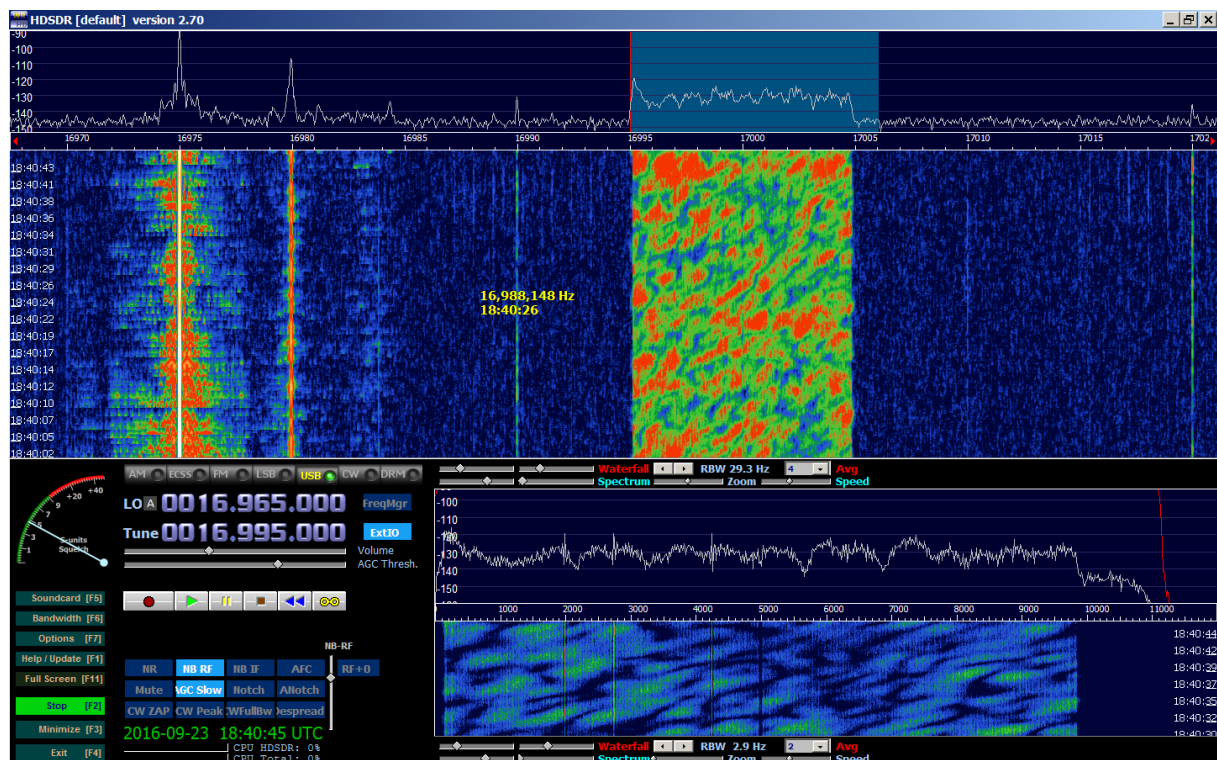 HDSDR [default]  version 2.70
-90
-100
-110
-120
-130
-140
-150
16970 16975 16980 16985 16990 16995 17000 17005 17010 17015 1702
18:40:43
18:40:41
18:40:38
18:40:36
18:40:34
18:40:31
18:40:29
18:40:26
18:40:24
18:40:22
18:40:19
18:40:17
18:40:14
18:40:12
18:40:10
18:40:07
18:40:05
18:40:02
16,988,148 Hz
18:40:26
AM ECSS FM LSB USB CW DRM
LO A 0016.965.000 FreqMgr
Tune 0016.995.000 ExtIO
Volume
AGC Thresh.
1 3 5 7 9 +20 +40
S-units
Squelch
Waterfall RBW 29.3 Hz 4 Avg
Spectrum Zoom Speed
-100
-110
-120
-130
-140
-150
1000 2000 3000 4000 5000 6000 7000 8000 9000 10000 11000
18:40:44
18:40:42
18:40:39
18:40:37
18:40:35
18:40:32
18:40:30
Soundcard [F5]
Bandwidth [F6]
Options [F7]
Help / Update [F1]
Full Screen [F11]
Stop [F2]
Minimize [F3]
Exit [F4]
NB-RF
NR NB RF NB IF AFC RF+0
Mute AGC Slow Notch ANotch
CW ZAP CW Peak CWFullBw Despread
2016-09-23 18:40:45 UTC
CPU HDSDR: 0%
CPU Total: 0%
Waterfall RBW 2.9 Hz 2 Avg
Spectrum Zoom Speed